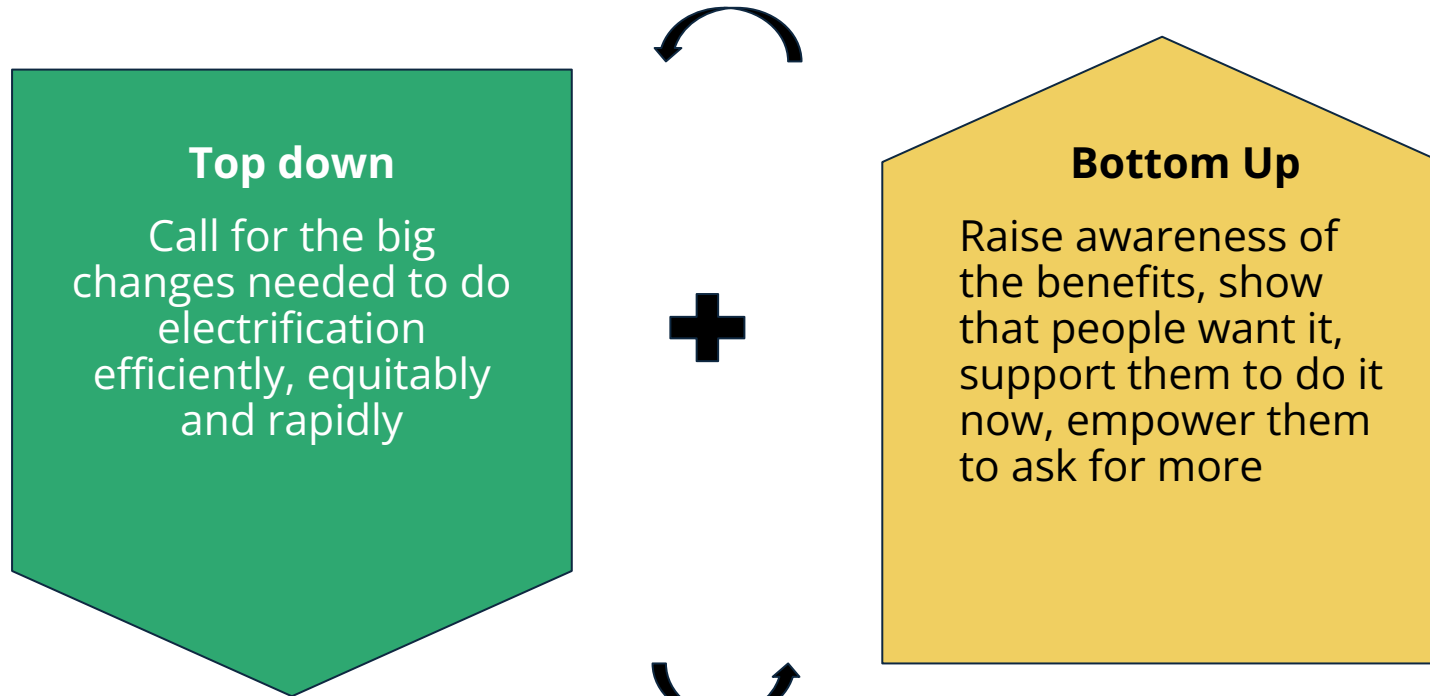 Top down
Call for the big
changes needed to do
electrification
efficiently, equitably
and rapidly
Bottom Up
Raise awareness of
the benefits, show
that people want it,
support them to do it
now, empower them
to ask for more